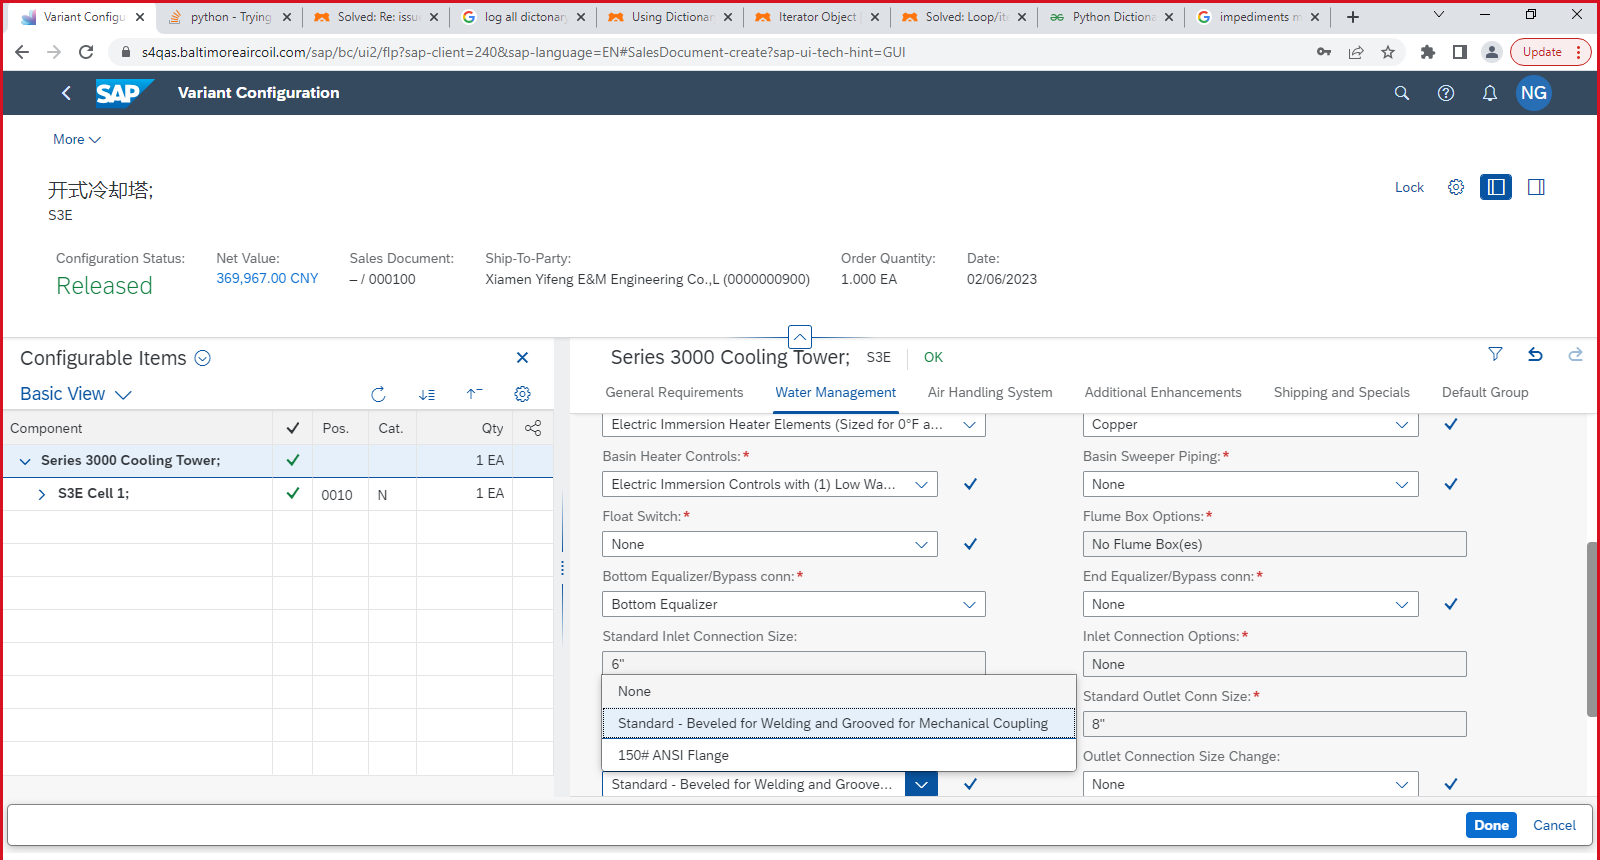 Variant Configu
python - Trying
Solved: Re: issue
log all dictonary
Using Dictionar
Iterator Object
Solved: Loop/ite
Python Dictiona
impediments m
s4qas.baltimoreaircoil.com/sap/bc/ui2/flp?sap-client=240&sap-language=EN#SalesDocument-create?sap-ui-tech-hint=GUI
Update
SAP
Variant Configuration
NG
More
开式冷却塔;
S3E
Lock
Configuration Status:
Released
Net Value:
369,967.00 CNY
Sales Document:
– / 000100
Ship-To-Party:
Xiamen Yifeng E&M Engineering Co.,L (0000000900)
Order Quantity:
1.000 EA
Date:
02/06/2023
Configurable Items
Basic View
Component Pos. Cat. Qty
Series 3000 Cooling Tower; 1 EA
S3E Cell 1; 0010 N 1 EA
Series 3000 Cooling Tower; S3E OK
General Requirements Water Management Air Handling System Additional Enhancements Shipping and Specials Default Group
Electric Immersion Heater Elements (Sized for 0°F a...
Copper
Basin Heater Controls:*
Basin Sweeper Piping:*
Electric Immersion Controls with (1) Low Wa...
None
Float Switch:*
Flume Box Options:*
None
No Flume Box(es)
Bottom Equalizer/Bypass conn:*
End Equalizer/Bypass conn:*
Bottom Equalizer
None
Standard Inlet Connection Size:
Inlet Connection Options:*
6"
None
None
Standard Outlet Conn Size:*
Standard - Beveled for Welding and Grooved for Mechanical Coupling
8"
150# ANSI Flange
Outlet Connection Size Change:
Standard - Beveled for Welding and Groove...
None
Done
Cancel